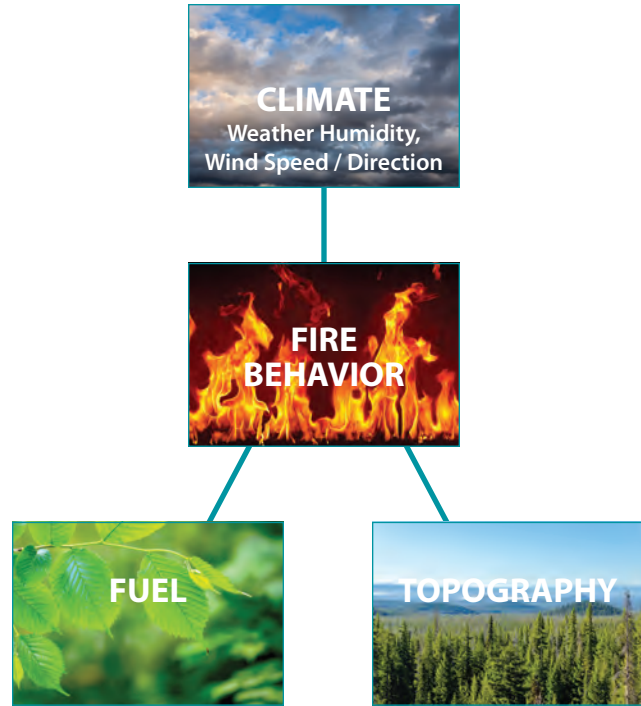 CLIMATE
Weather Humidity,
Wind Speed / Direction
FIRE
BEHAVIOR
FUEL
TOPOGRAPHY